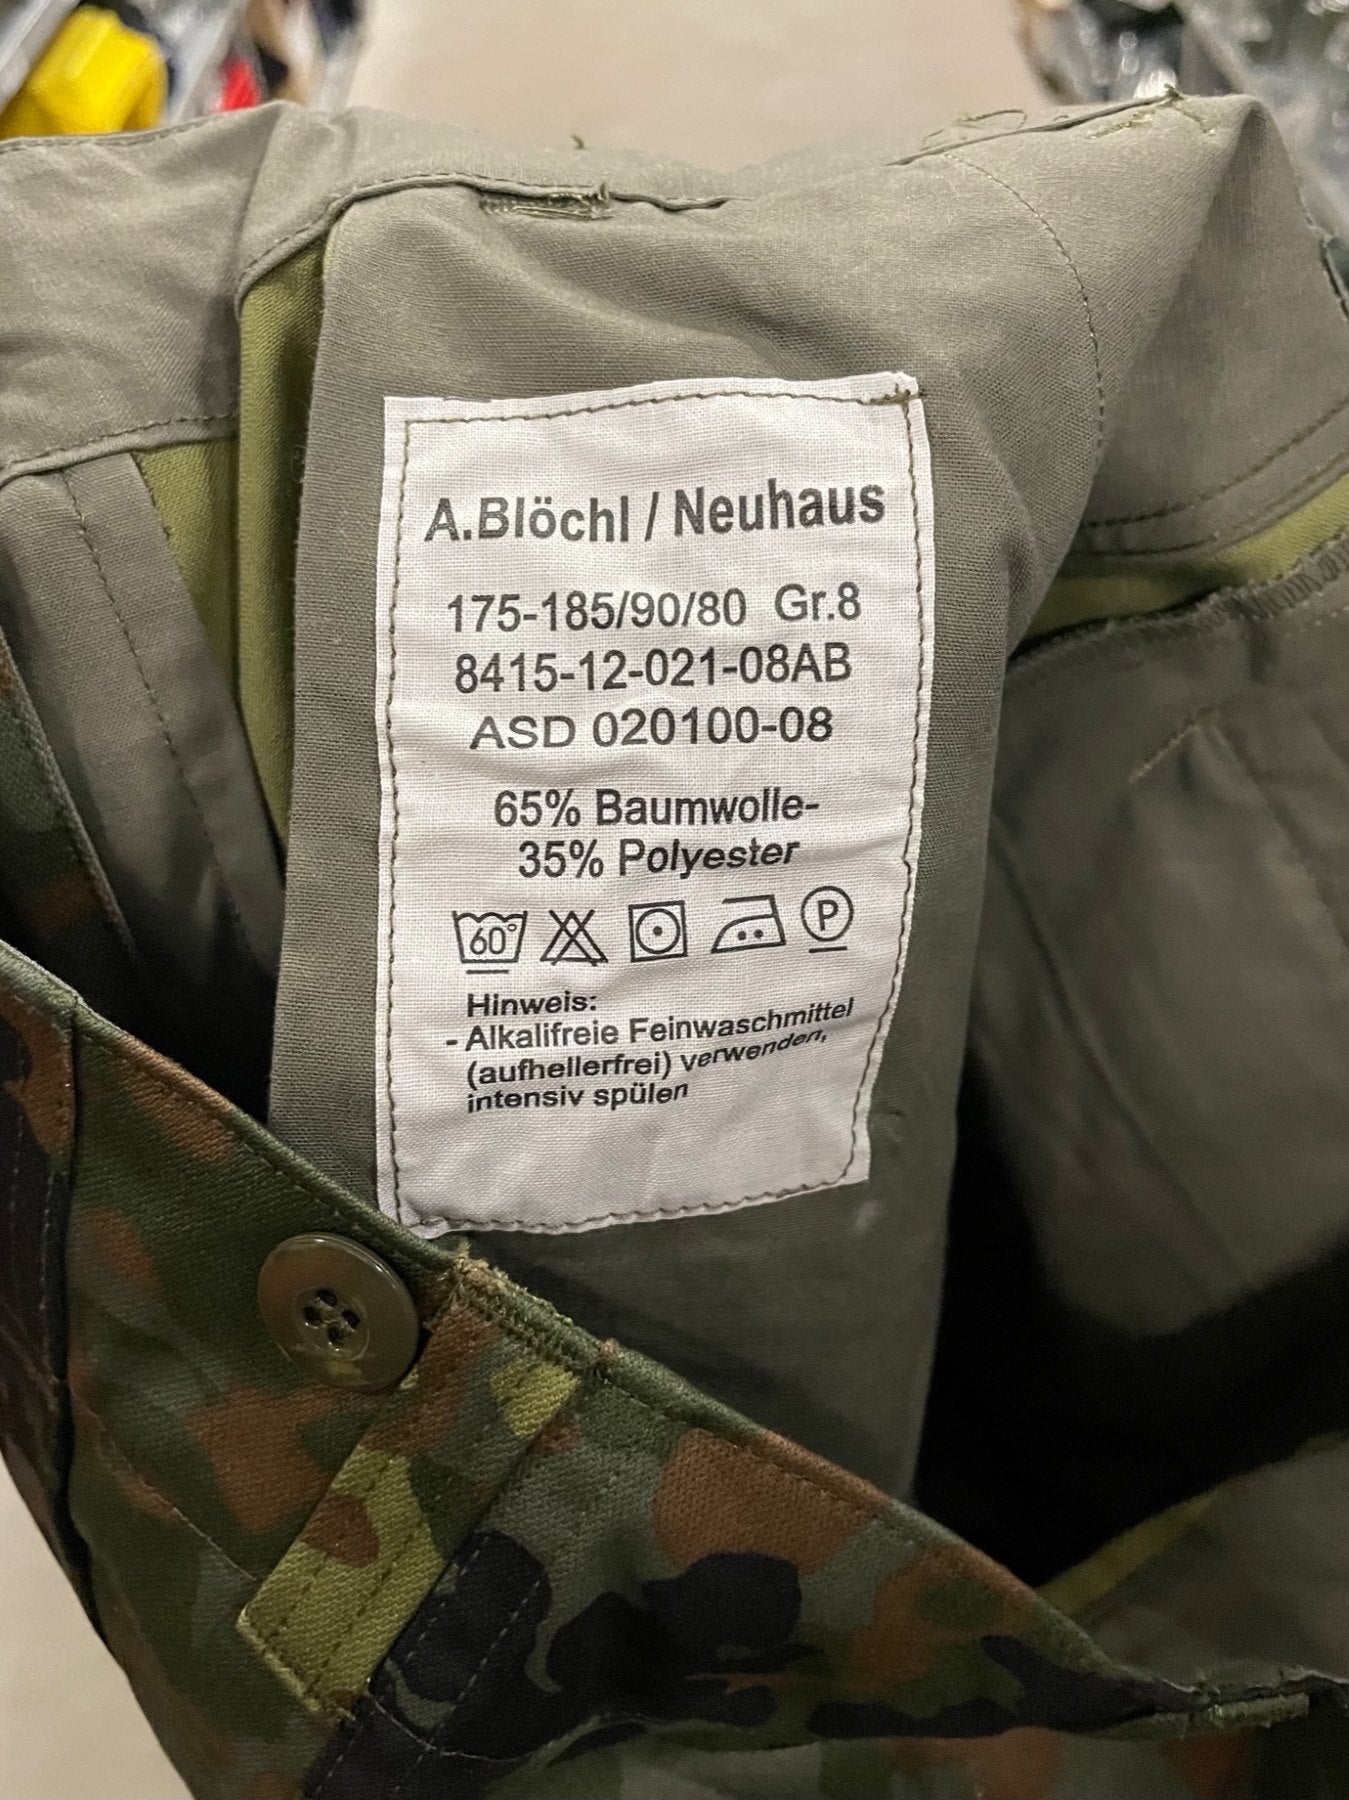 A.Blöchl / Neuhaus
175-185/90/80 Gr.8
8415-12-021-08AB
ASD 020100-08
65% Baumwolle-
35% Polyester
60° P
Hinweis:
- Alkalifreie Feinwaschmittel
(aufhellerfrei) verwenden,
intensiv spülen